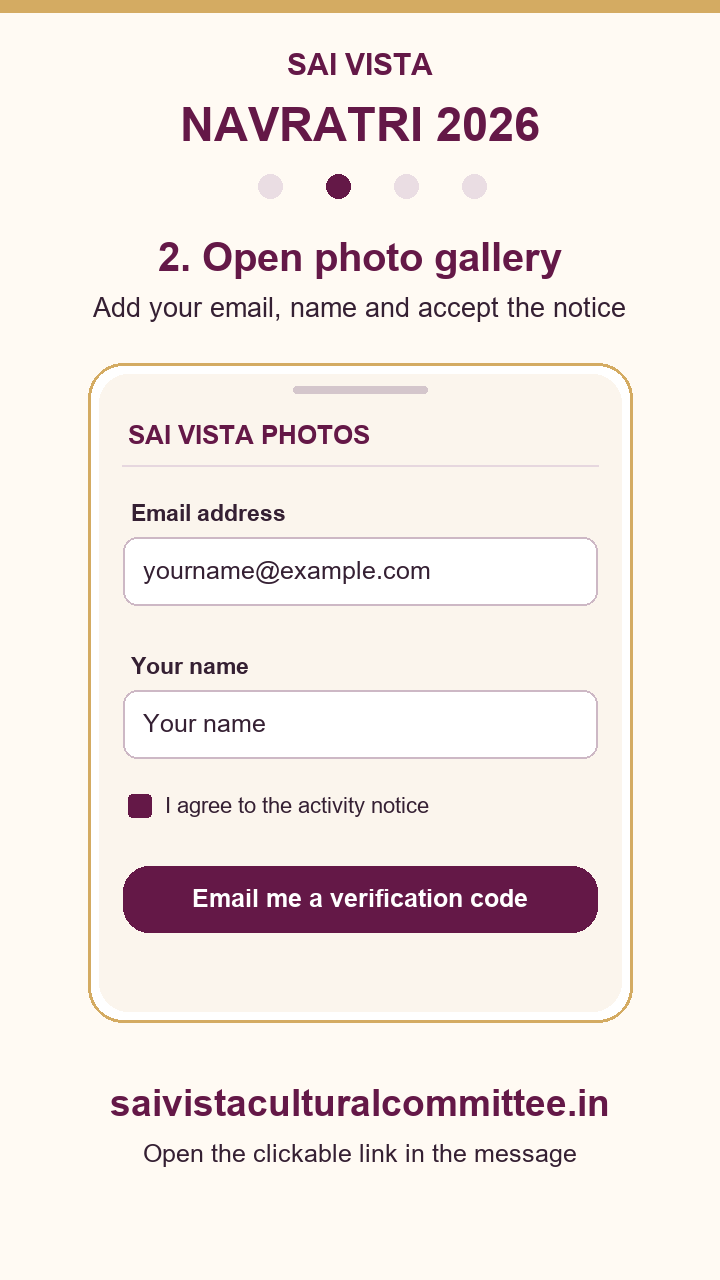 SAI VISTA
NAVRATRI 2026
2. Open photo gallery
Add your email, name and accept the notice
SAI VISTA PHOTOS
Email address
yourname@example.com
Your name
Your name
I agree to the activity notice
Email me a verification code
saivistaculturalcommittee.in
Open the clickable link in the message